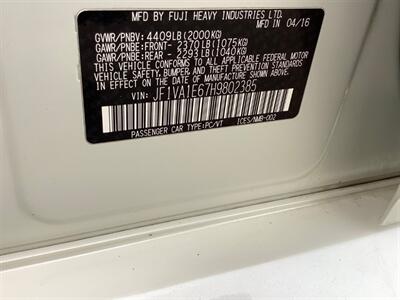 MFD BY FUJI HEAVY INDUSTRIES LTD.
MFD IN 04/16
GVWR/PNBV: 4409LB(2000KG)
GAWR/PNBE:FRONT- 2370LB(1075KG)
GAWR/PNBE:REAR - 2293LB(1040KG)
THIS VEHICLE CONFORMS TO ALL APPLICABLE FEDERAL MOTOR
VEHICLE SAFETY, BUMPER, AND THEFT PREVENTION
STANDARDS IN EFFECT ON THE DATE OF MANUFACTURE
SHOWN ABOVE.
JF1VA1E67H9802385
PASSENGER CAR TYPE:PC/VT ICES/NMB-002